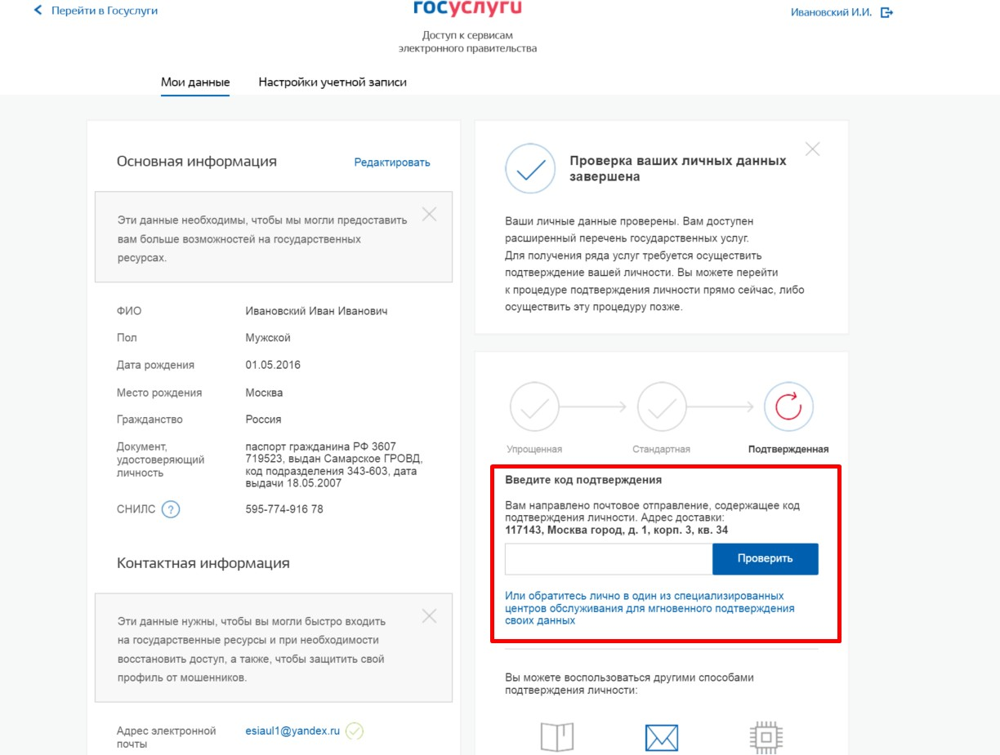 Перейти в Госуслуги
госуслуги
Ивановский И.И.
Доступ к сервисам
электронного правительства
Мои данные
Настройки учетной записи
Основная информация
Редактировать
Эти данные необходимы, чтобы мы могли предоставить
вам больше возможностей на государственных
ресурсах.
ФИО
Ивановский Иван Иванович
Пол
Мужской
Дата рождения
01.05.2016
Место рождения
Москва
Гражданство
Россия
Документ,
удостоверяющий
личность
паспорт гражданина РФ 3607
719523, выдан Самарское ГРОВД,
код подразделения 343-603, дата
выдачи 18.05.2007
СНИЛС ?
595-774-916 78
Контактная информация
Эти данные нужны, чтобы вы могли быстро входить
на государственные ресурсы и при необходимости
восстановить доступ, а также, чтобы защитить свой
профиль от мошенников.
Адрес электронной
почты
esiaul1@yandex.ru
Проверка ваших личных данных
завершена
Ваши личные данные проверены. Вам доступен
расширенный перечень государственных услуг.
Для получения ряда услуг требуется осуществить
подтверждение вашей личности. Вы можете перейти
к процедуре подтверждения личности прямо сейчас, либо
осуществить эту процедуру позже.
Упрощенная
Стандартная
Подтвержденная
Введите код подтверждения
Вам направлено почтовое отправление, содержащее код
подтверждения личности. Адрес доставки:
117143, Москва город, д. 1, корп. 3, кв. 34
Проверить
Или обратитесь лично в один из специализированных
центров обслуживания для мгновенного подтверждения
своих данных
Вы можете воспользоваться другими способами
подтверждения личности: